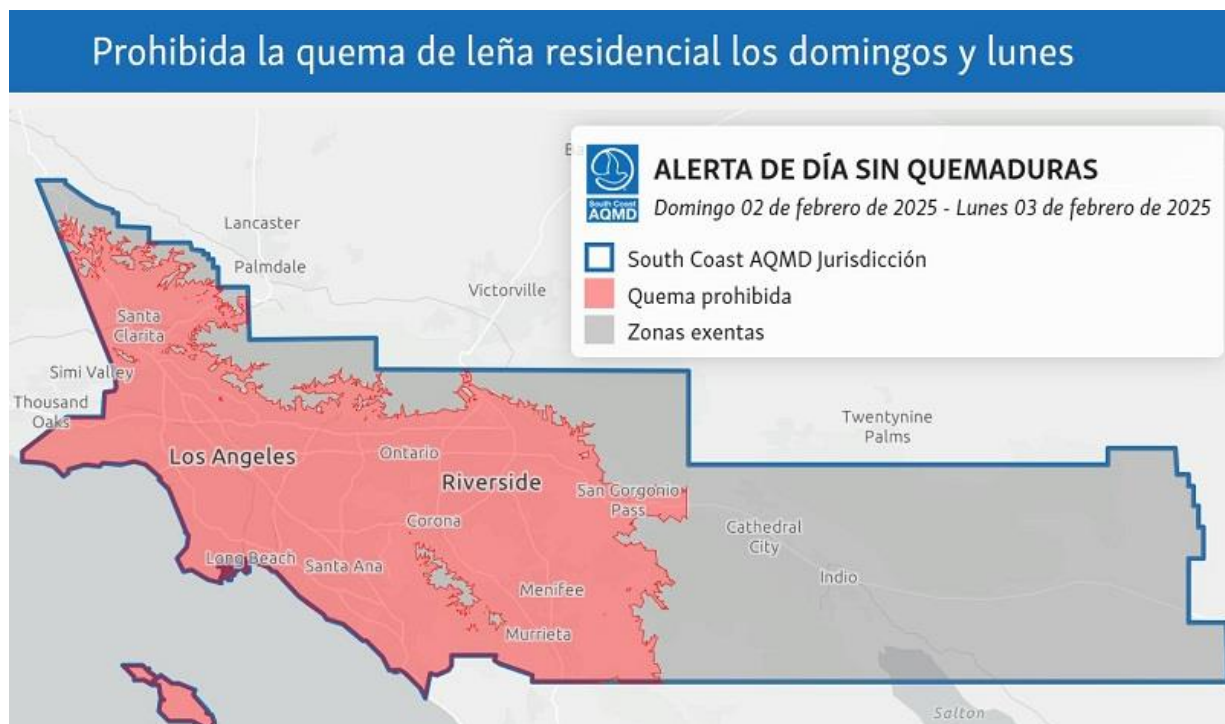 Prohibida la quema de leña residencial los domingos y lunes
ALERTA DE DÍA SIN QUEMADURAS
Domingo 02 de febrero de 2025 - Lunes 03 de febrero de 2025
South Coast
AQMD
South Coast AQMD Jurisdicción
Quema prohibida
Zonas exentas
Lancaster
Palmdale
Victorville
Santa
Clarita
Simi Valley
Thousand
Oaks
Twentynine
Palms
Los Angeles
Ontario
Riverside
San Gorgonio
Pass
Corona
Cathedral
City
Long Beach
Santa Ana
Indio
Menifee
Murrieta
Salton